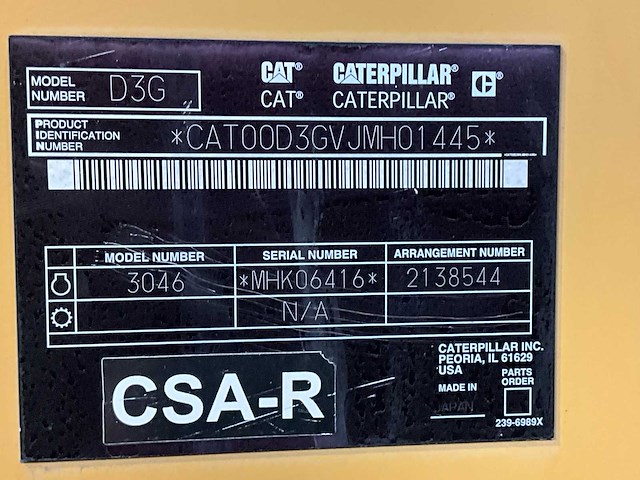 MODEL NUMBER D3G
CAT® CATERPILLAR® C®
CAT® CATERPILLAR®
PRODUCT IDENTIFICATION NUMBER *CAT00D3GVJMH01445*
MODEL NUMBER SERIAL NUMBER ARRANGEMENT NUMBER
3046 *MHK06416* 2138544
N/A
CATERPILLAR INC.
PEORIA, IL 61629
USA
MADE IN
JAPAN
PARTS ORDER
239-6989X
CSA-R